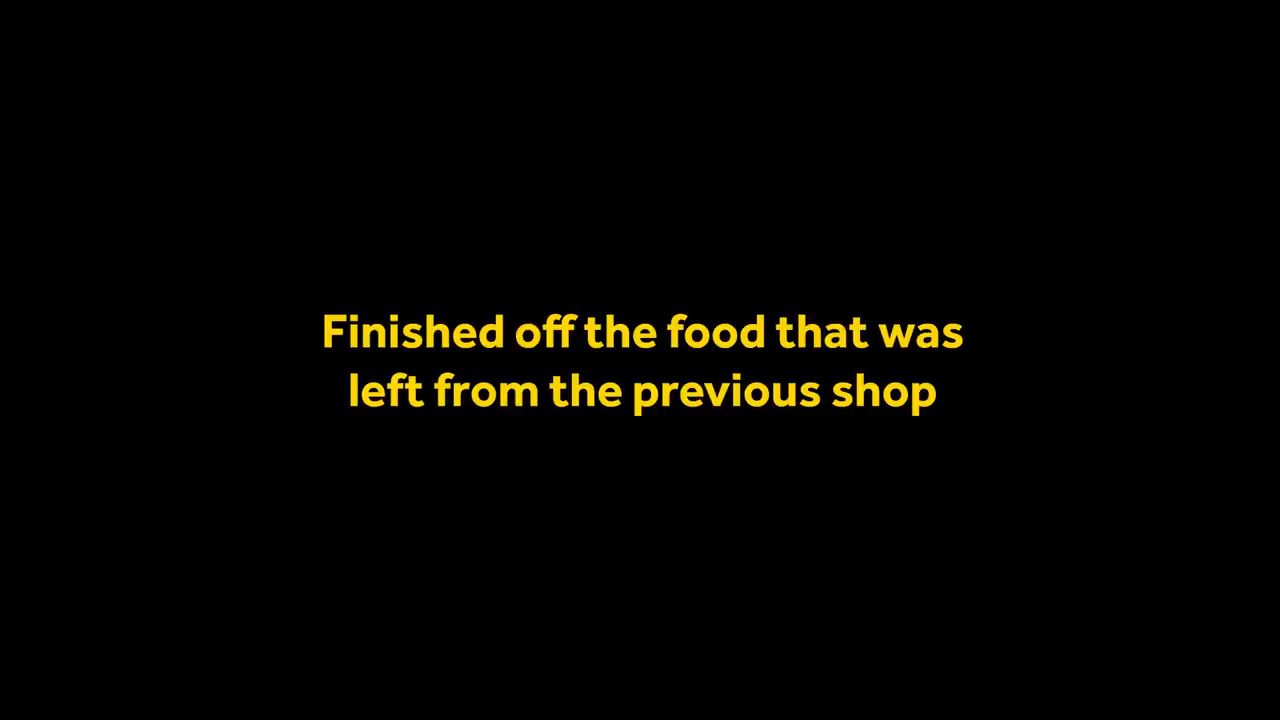 Finished off the food that was
left from the previous shop